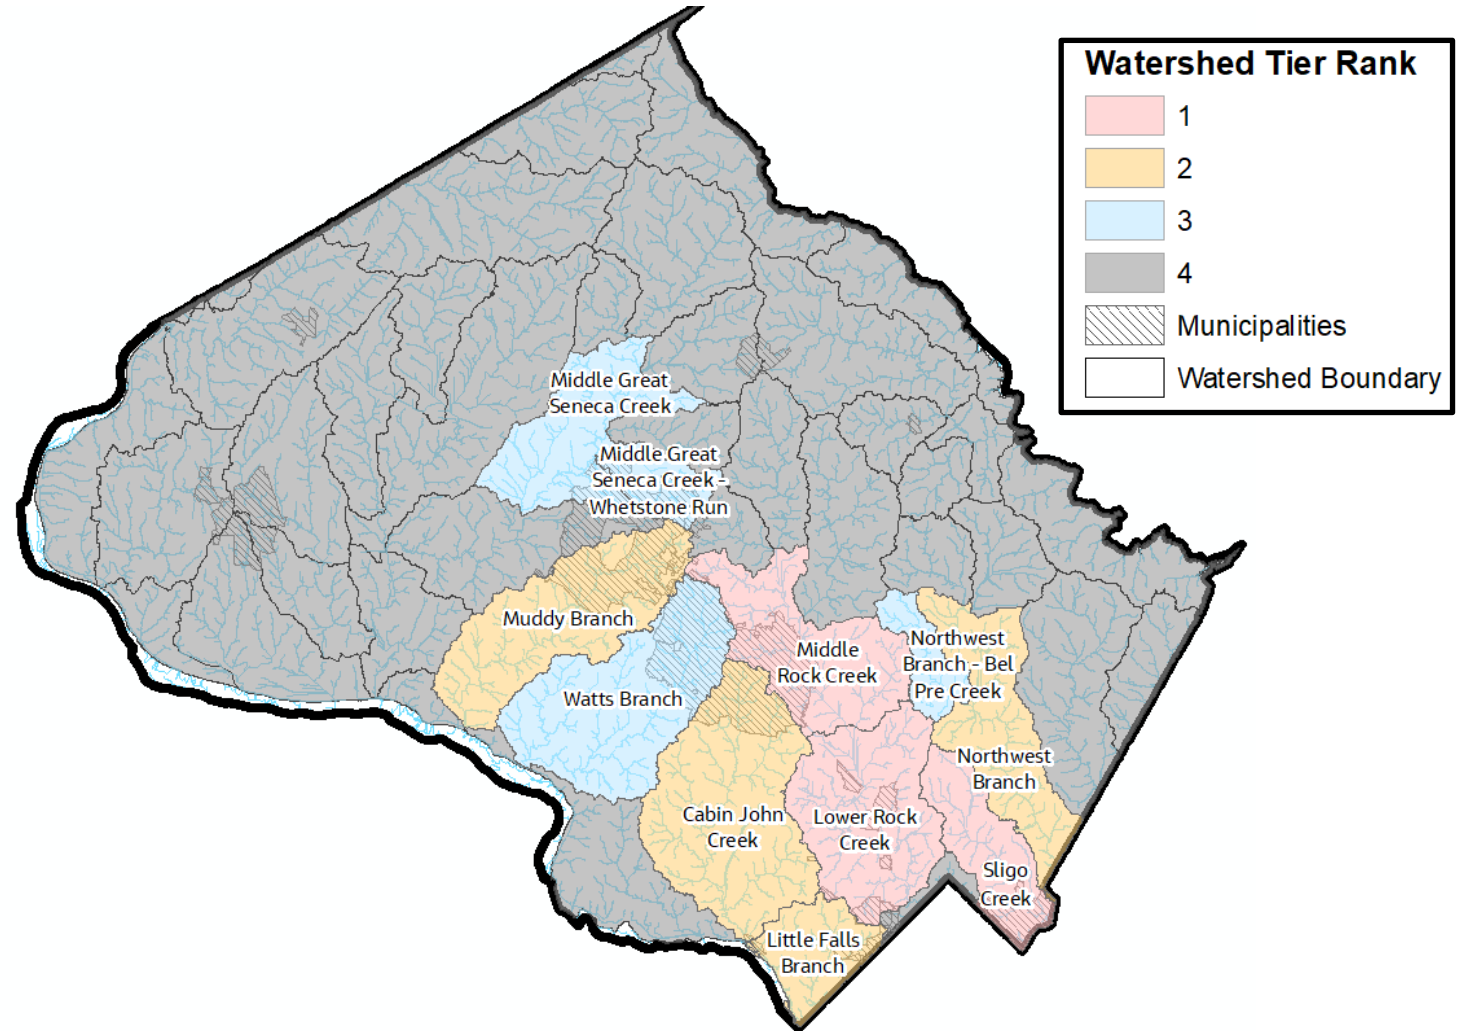 Watershed Tier Rank
1
2
3
4
Municipalities
Watershed Boundary
Middle Great
Seneca Creek
Middle Great
Seneca Creek -
Whetstone Run
Muddy Branch
Watts Branch
Middle
Rock Creek
Northwest
Branch - Bel
Pre Creek
Northwest
Branch
Cabin John
Creek
Lower Rock
Creek
Sligo
Creek
Little Falls
Branch